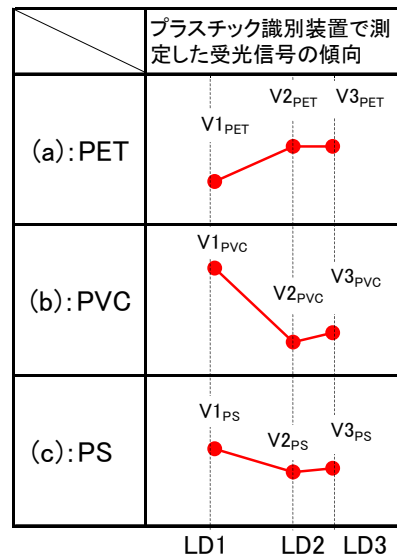 プラスチック識別装置で測
定した受光信号の傾向
(a):PET
V1PET
V2PET
V3PET
(b):PVC
V1PVC
V2PVC
V3PVC
(c):PS
V1PS
V2PS
V3PS
LD1
LD2
LD3